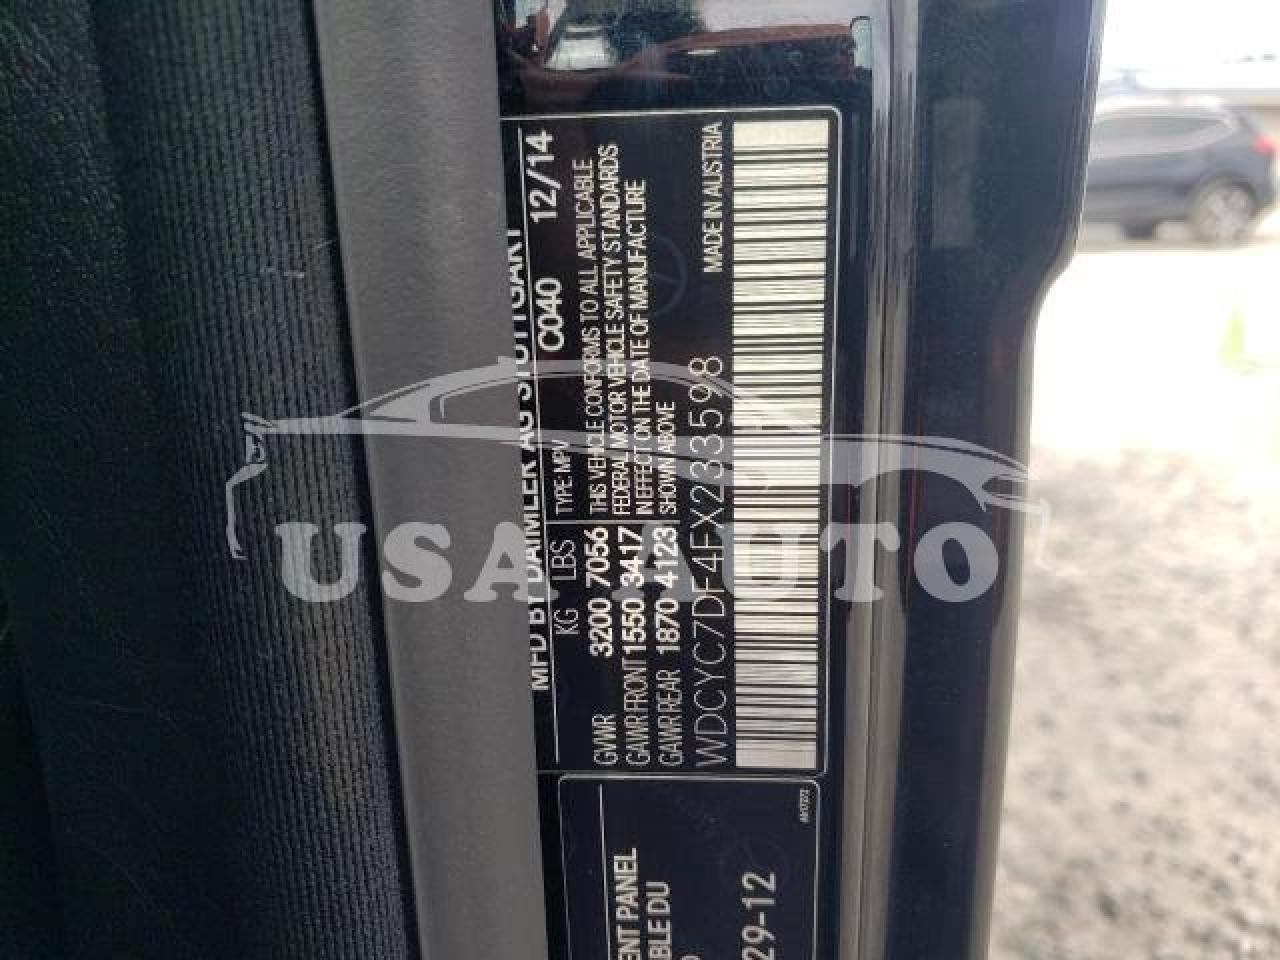 MFD BY DAIMLER AG STUTTGART
KG LBS TYPE: MPV C040 12/14
GVWR 3200 7056 THIS VEHICLE CONFORMS TO ALL APPLICABLE
GAWR FRONT 1550 3417 FEDERAL MOTOR VEHICLE SAFETY STANDARDS
IN EFFECT ON THE DATE OF MANUFACTURE
GAWR REAR 1870 4123 SHOWN ABOVE
WDCYC7DF4FX233598 MADE IN AUSTRIA
ENT PANEL
IBLE DU
29-12
USA AUTO